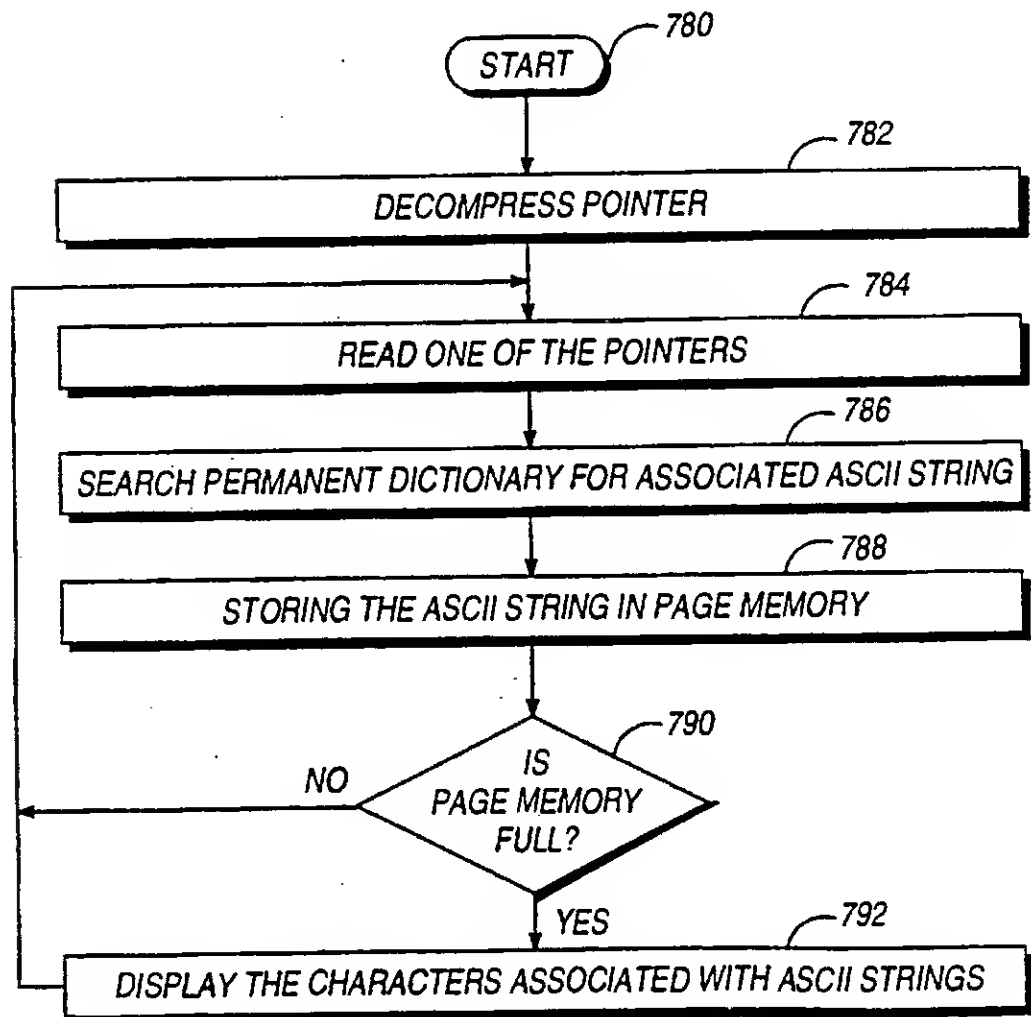 780
START
782
DECOMPRESS POINTER
784
READ ONE OF THE POINTERS
786
SEARCH PERMANENT DICTIONARY FOR ASSOCIATED ASCII STRING
788
STORING THE ASCII STRING IN PAGE MEMORY
790
IS
PAGE MEMORY
FULL?
NO
YES
792
DISPLAY THE CHARACTERS ASSOCIATED WITH ASCII STRINGS